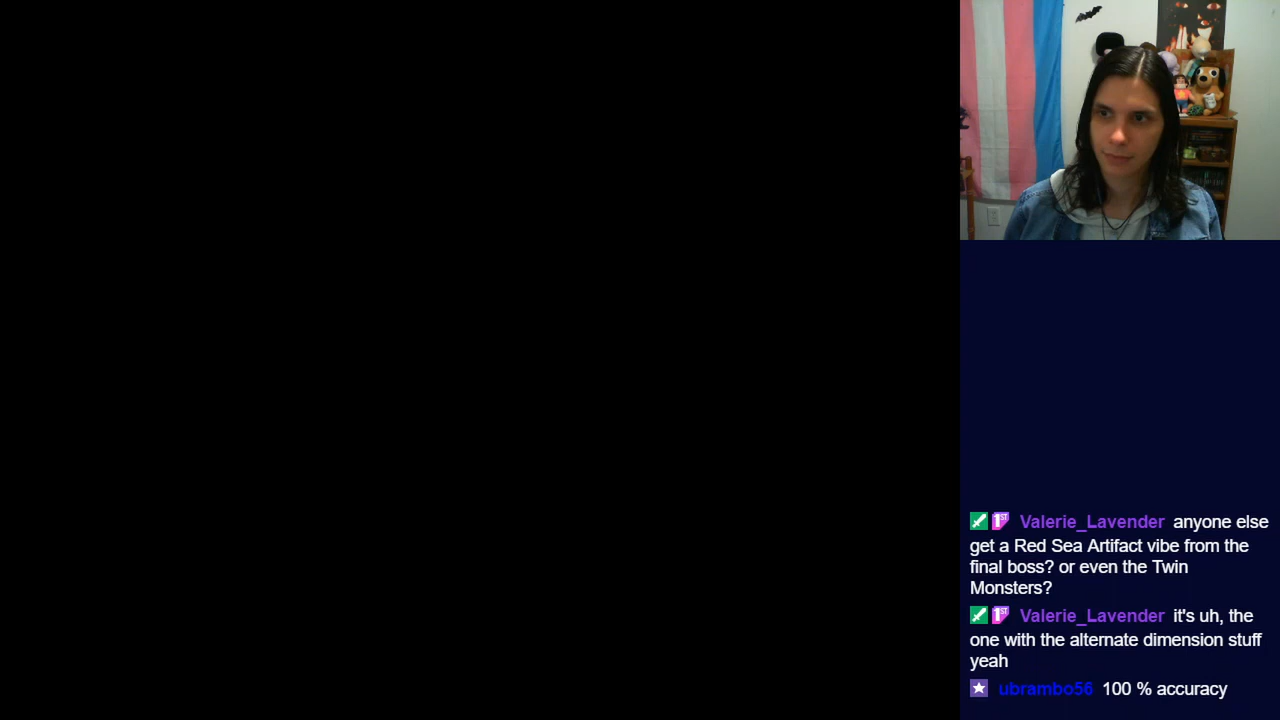 Valerie_Lavender anyone else
get a Red Sea Artifact vibe from the
final boss? or even the Twin
Monsters?
Valerie_Lavender it's uh, the
one with the alternate dimension stuff
yeah
ubrambo56 100 % accuracy